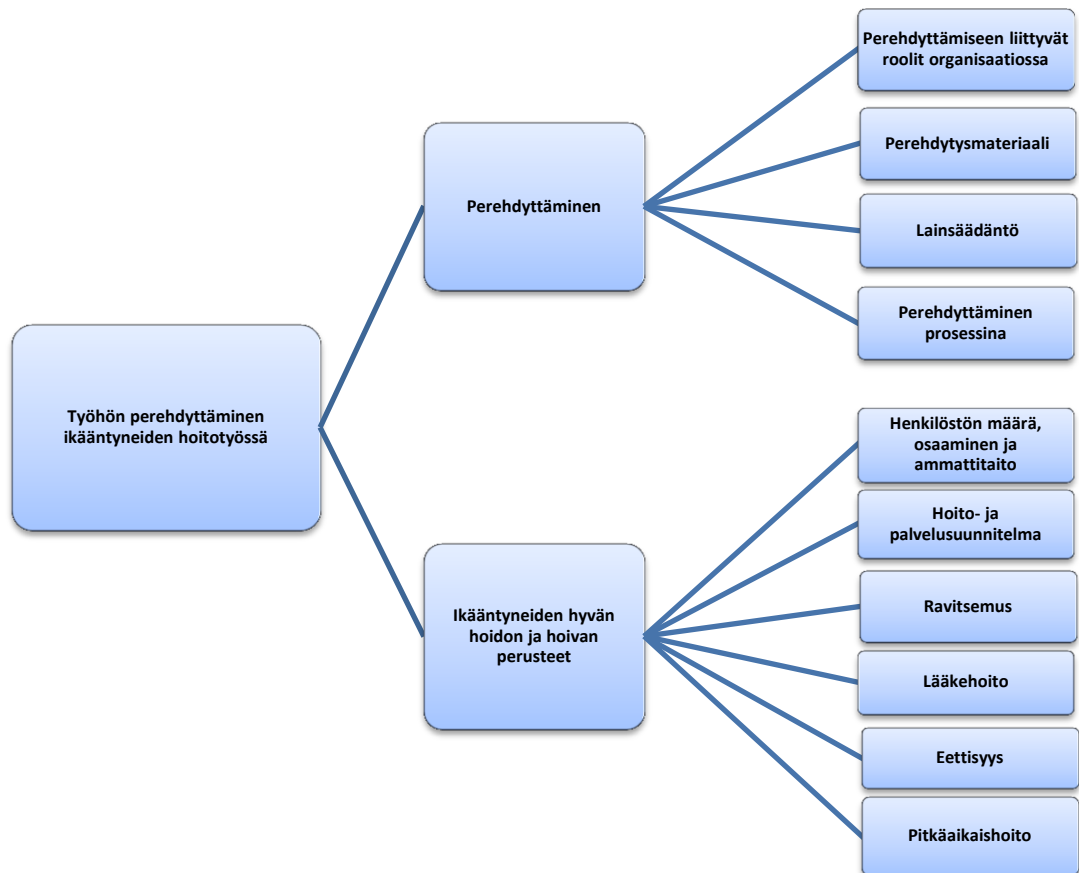 Työhön perehdyttäminen
ikääntyneiden hoitotyössä
Perehdyttäminen
Perehdyttämiseen liittyvät
roolit organisaatiossa
Perehdytysmateriaali
Lainsäädäntö
Perehdyttäminen
prosessina
Ikääntyneiden hyvän
hoidon ja hoivan
perusteet
Henkilöstön määrä,
osaaminen ja
ammattitaito
Hoito- ja
palvelusuunnitelma
Ravitsemus
Lääkehoito
Eettisyys
Pitkäaikaishoito